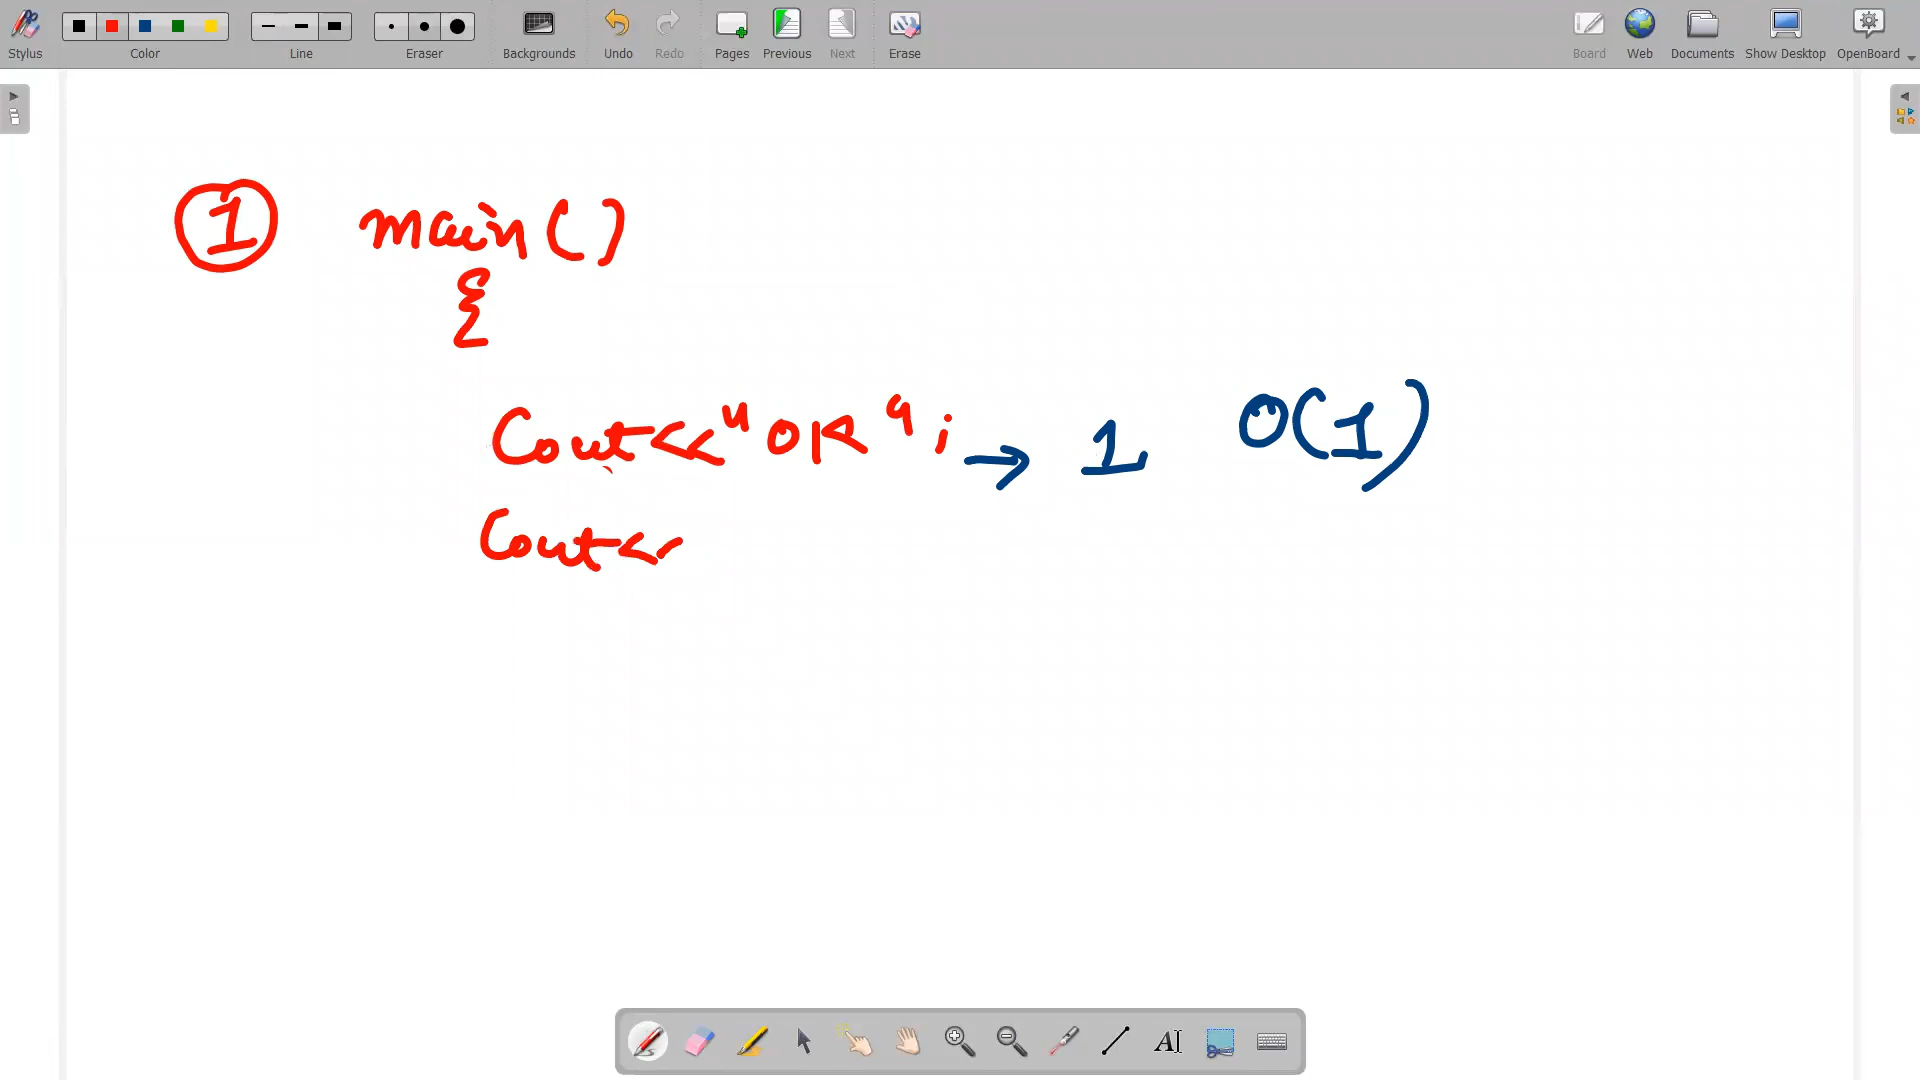 Stylus Color Line Eraser Backgrounds Undo Redo Pages Previous Next Erase Board Web Documents Show Desktop OpenBoard
1 main()
{
Cout<<"OK"; → 1 O(1)
Cout<<